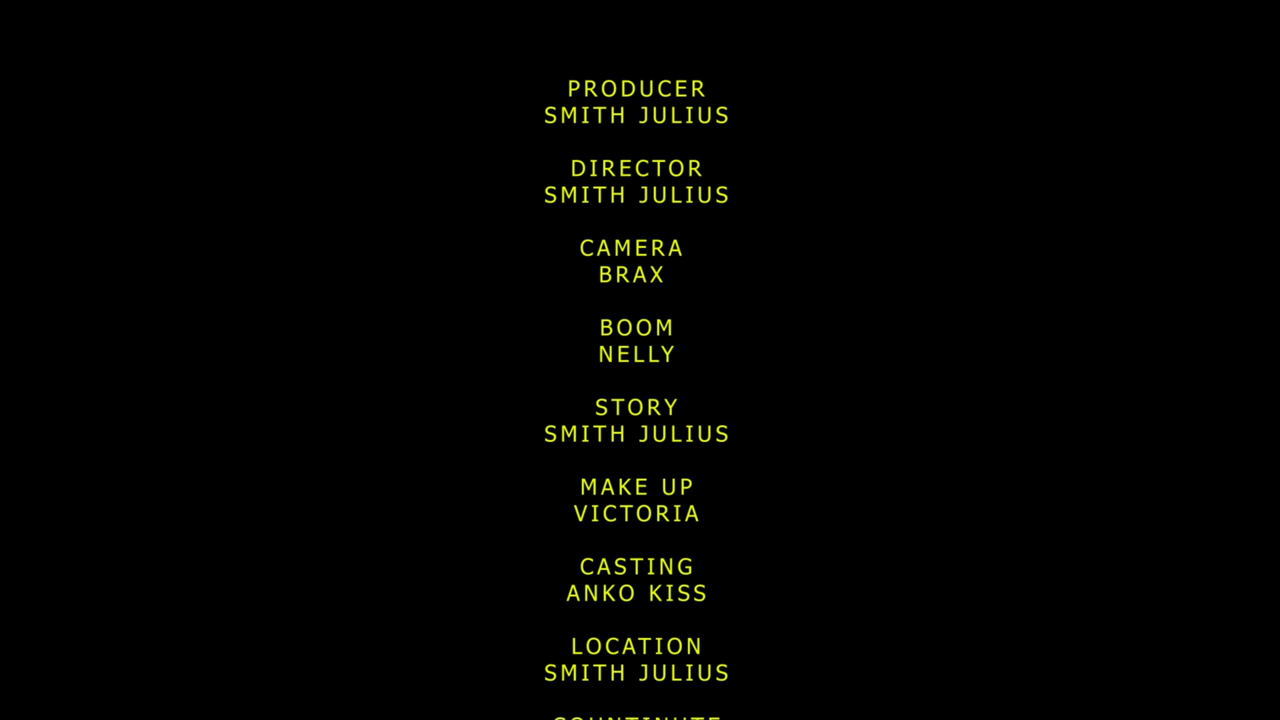 PRODUCER
SMITH JULIUS
DIRECTOR
SMITH JULIUS
CAMERA
BRAX
BOOM
NELLY
STORY
SMITH JULIUS
MAKE UP
VICTORIA
CASTING
ANKO KISS
LOCATION
SMITH JULIUS